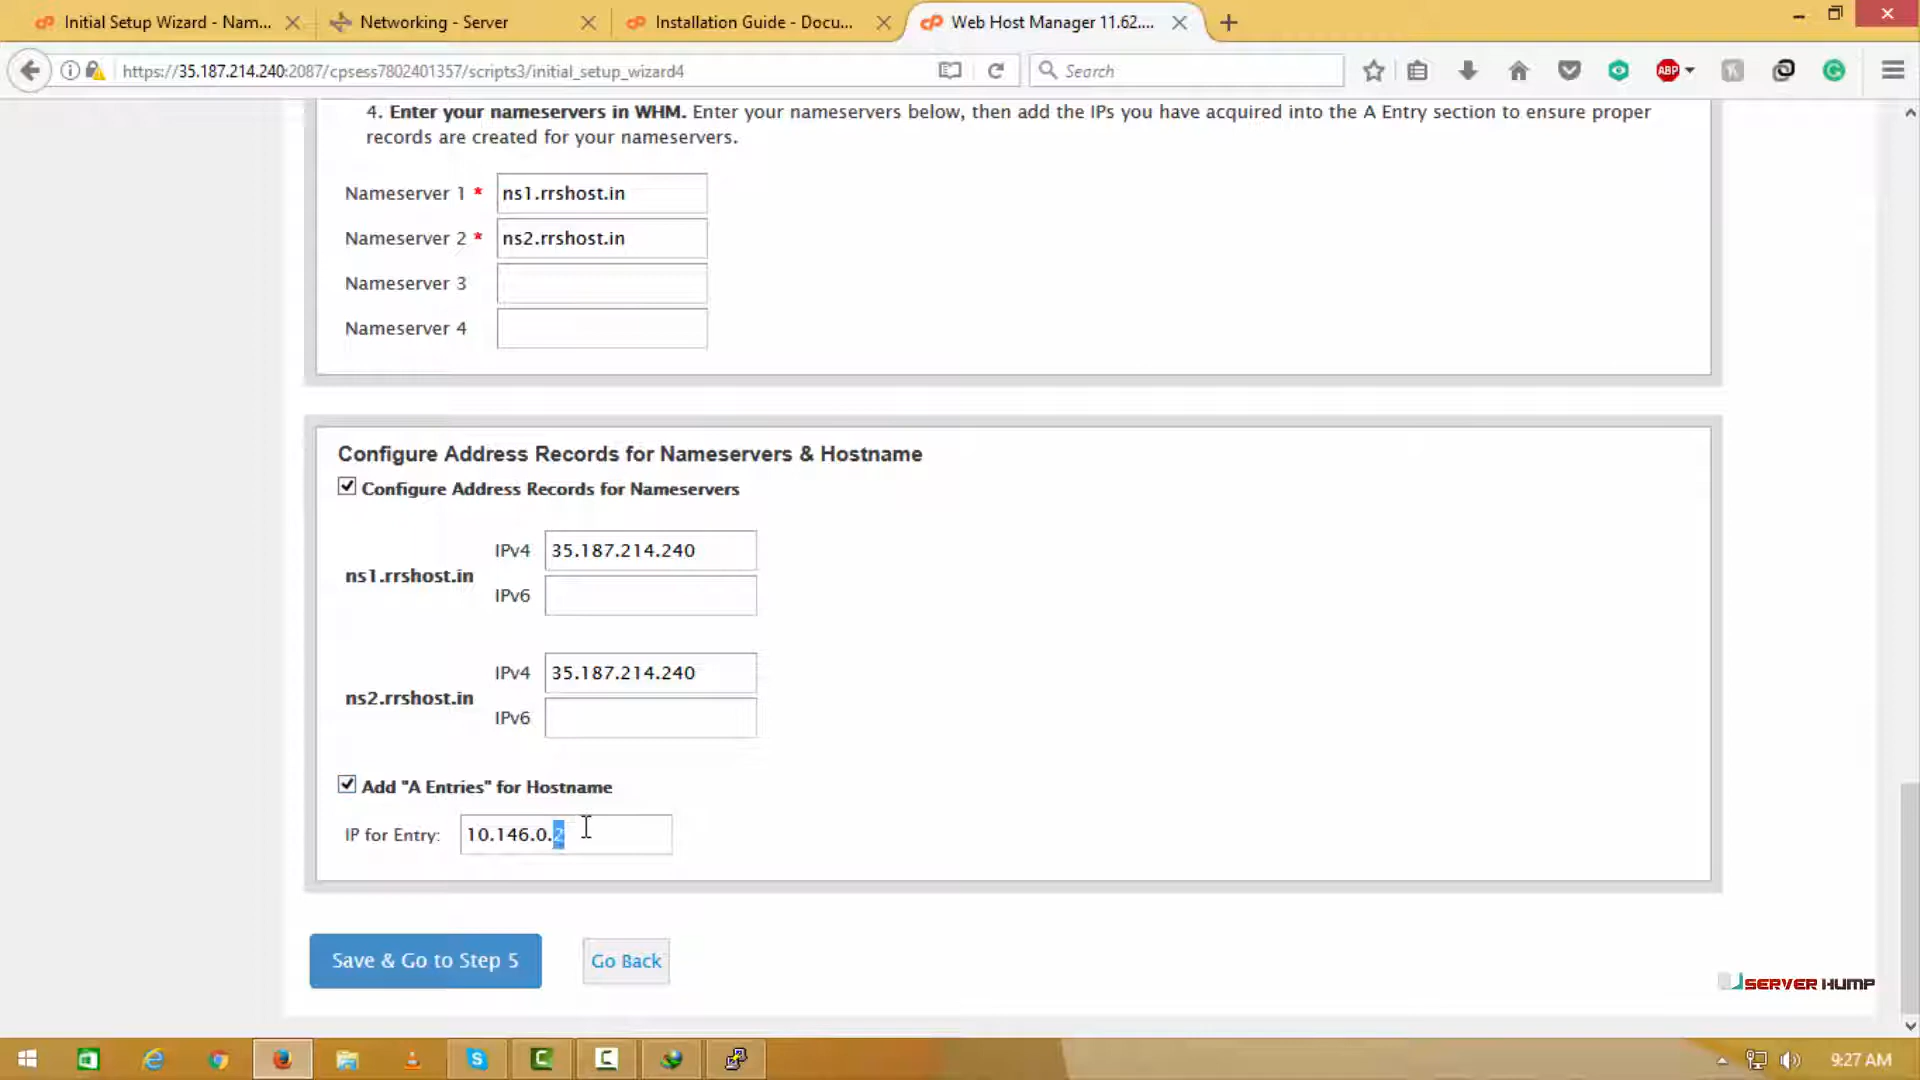 Initial Setup Wizard - Nam...
Networking - Server
Installation Guide - Docu...
Web Host Manager 11.62....
https://35.187.214.240:2087/cpsess7802401357/scripts3/initial_setup_wizard4
Search
ABP
4. Enter your nameservers in WHM. Enter your nameservers below, then add the IPs you have acquired into the A Entry section to ensure proper
records are created for your nameservers.
Nameserver 1 * ns1.rrshost.in
Nameserver 2 * ns2.rrshost.in
Nameserver 3
Nameserver 4
Configure Address Records for Nameservers & Hostname
Configure Address Records for Nameservers
IPv4 35.187.214.240
ns1.rrshost.in
IPv6
IPv4 35.187.214.240
ns2.rrshost.in
IPv6
Add "A Entries" for Hostname
IP for Entry: 10.146.0.2
Save & Go to Step 5
Go Back
SERVER HUMP
9:27 AM